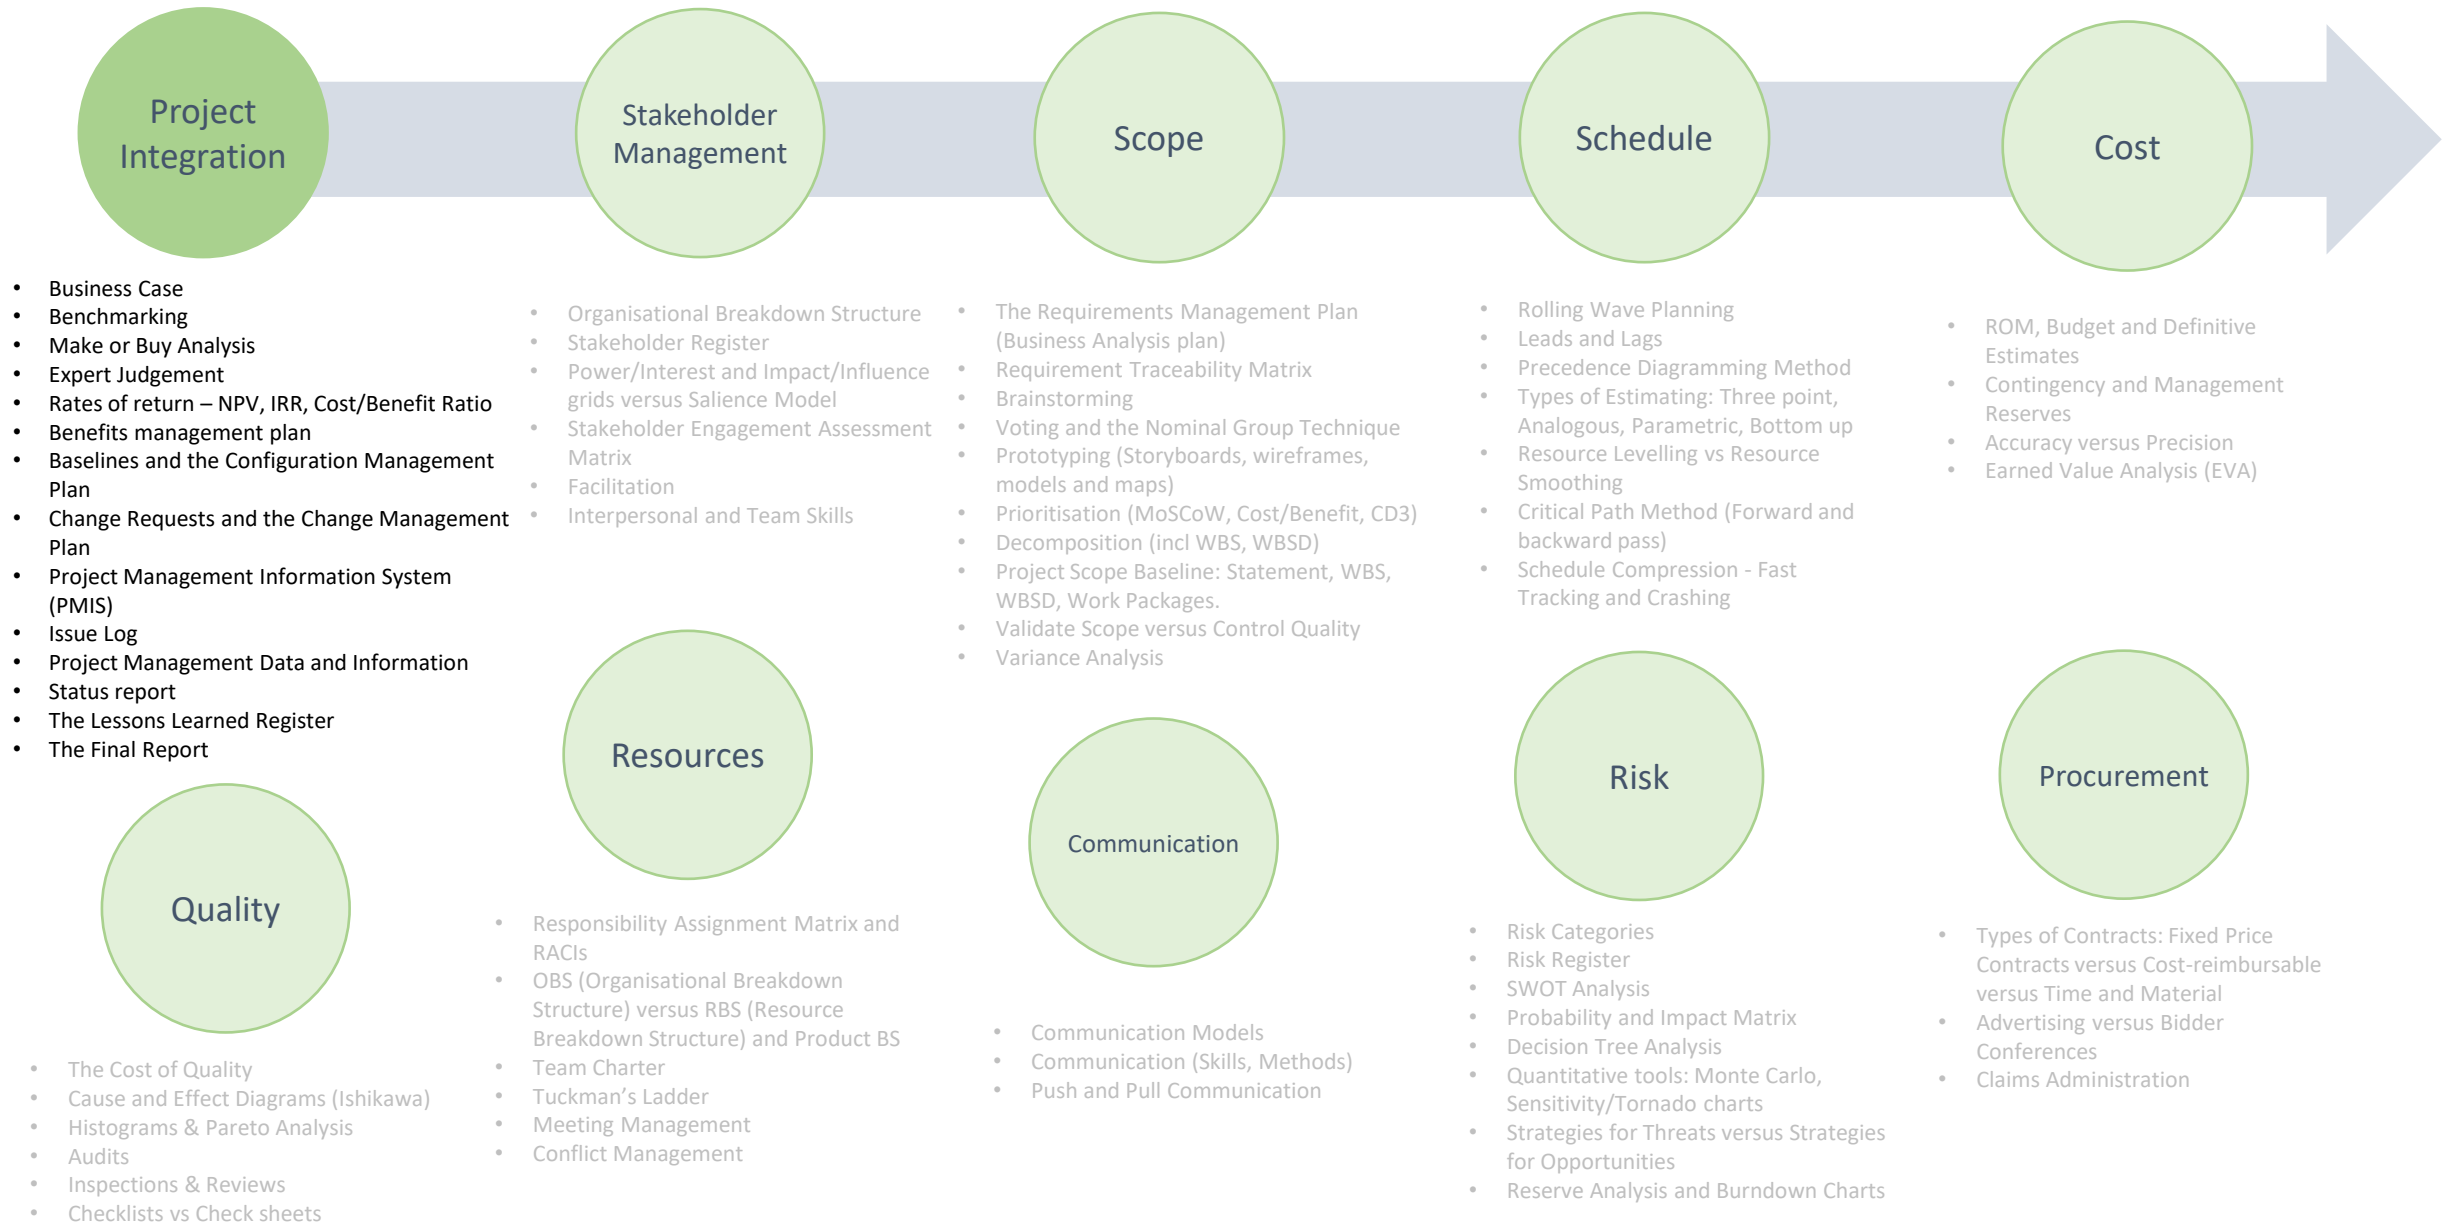 Project
Integration
• Business Case
• Benchmarking
• Make or Buy Analysis
• Expert Judgement
• Rates of return – NPV, IRR, Cost/Benefit Ratio
• Benefits management plan
• Baselines and the Configuration Management
Plan
• Change Requests and the Change Management
Plan
• Project Management Information System
(PMIS)
• Issue Log
• Project Management Data and Information
• Status report
• The Lessons Learned Register
• The Final Report
Stakeholder
Management
• Organisational Breakdown Structure
• Stakeholder Register
• Power/Interest and Impact/Influence
grids versus Salience Model
• Stakeholder Engagement Assessment
Matrix
• Facilitation
• Interpersonal and Team Skills
Scope
• The Requirements Management Plan
(Business Analysis plan)
• Requirement Traceability Matrix
• Brainstorming
• Voting and the Nominal Group Technique
• Prototyping (Storyboards, wireframes,
models and maps)
• Prioritisation (MoSCoW, Cost/Benefit, CD3)
• Decomposition (incl WBS, WBSD)
• Project Scope Baseline: Statement, WBS,
WBSD, Work Packages.
• Validate Scope versus Control Quality
• Variance Analysis
Schedule
• Rolling Wave Planning
• Leads and Lags
• Precedence Diagramming Method
• Types of Estimating: Three point,
Analogous, Parametric, Bottom up
• Resource Levelling vs Resource
Smoothing
• Critical Path Method (Forward and
backward pass)
• Schedule Compression - Fast
Tracking and Crashing
Cost
• ROM, Budget and Definitive
Estimates
• Contingency and Management
Reserves
• Accuracy versus Precision
• Earned Value Analysis (EVA)
Quality
• The Cost of Quality
• Cause and Effect Diagrams (Ishikawa)
• Histograms & Pareto Analysis
• Audits
• Inspections & Reviews
• Checklists vs Check sheets
Resources
• Responsibility Assignment Matrix and
RACIs
• OBS (Organisational Breakdown
Structure) versus RBS (Resource
Breakdown Structure) and Product BS
• Team Charter
• Tuckman's Ladder
• Meeting Management
• Conflict Management
Communication
• Communication Models
• Communication (Skills, Methods)
• Push and Pull Communication
Risk
• Risk Categories
• Risk Register
• SWOT Analysis
• Probability and Impact Matrix
• Decision Tree Analysis
• Quantitative tools: Monte Carlo,
Sensitivity/Tornado charts
• Strategies for Threats versus Strategies
for Opportunities
• Reserve Analysis and Burndown Charts
Procurement
• Types of Contracts: Fixed Price
Contracts versus Cost-reimbursable
versus Time and Material
• Advertising versus Bidder
Conferences
• Claims Administration